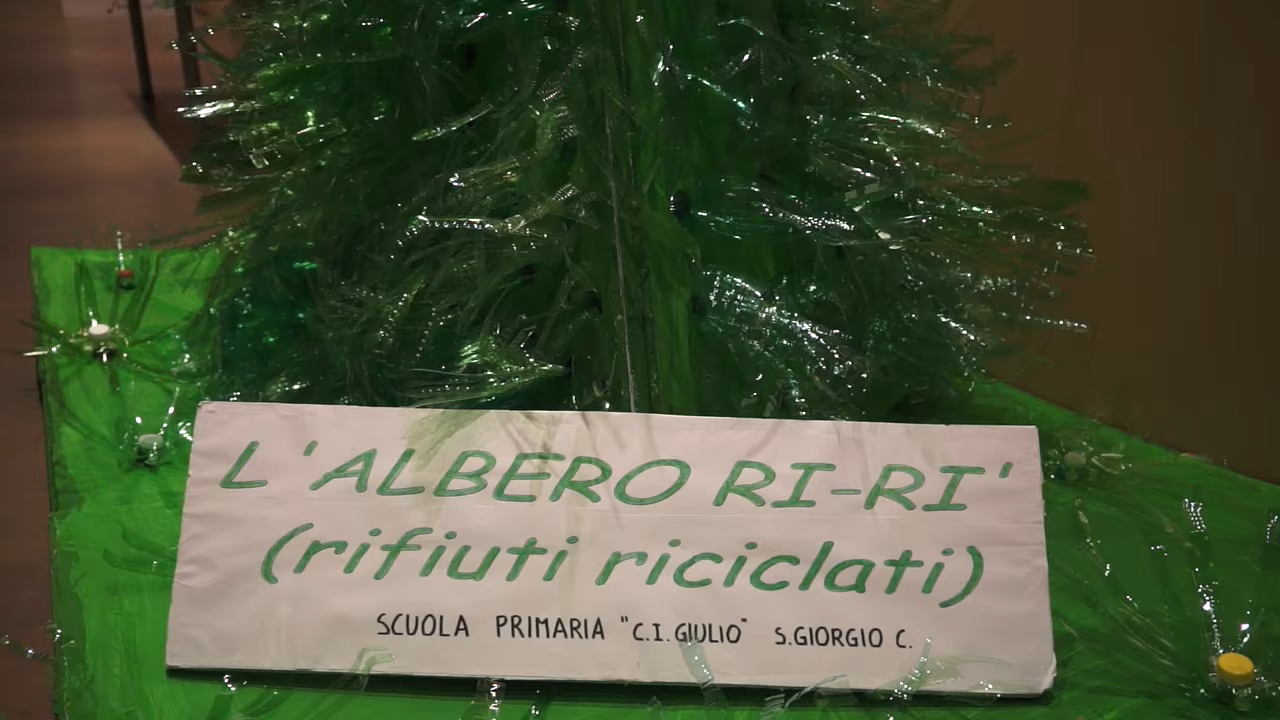 L'ALBERO RI-RI'
(rifiuti riciclati)
SCUOLA PRIMARIA "C.I.GIULIO" S.GIORGIO C.